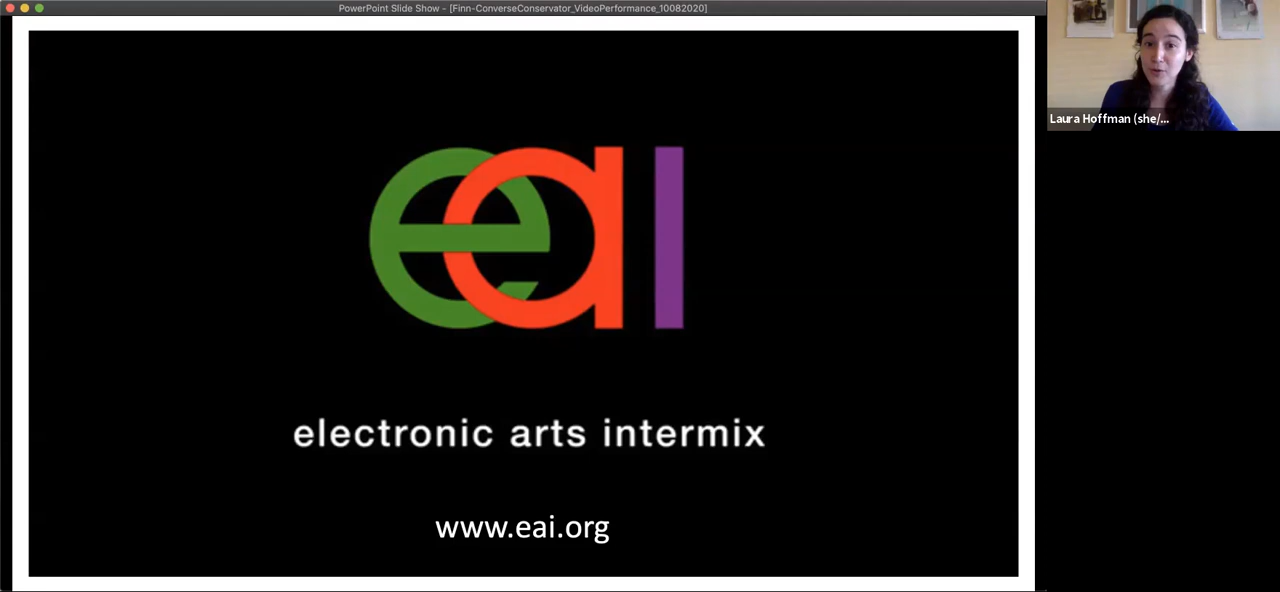 PowerPoint Slide Show - [Finn-ConverseConservator_VideoPerformance_10082020]
eai
electronic arts intermix
www.eai.org
Laura Hoffman (she/...